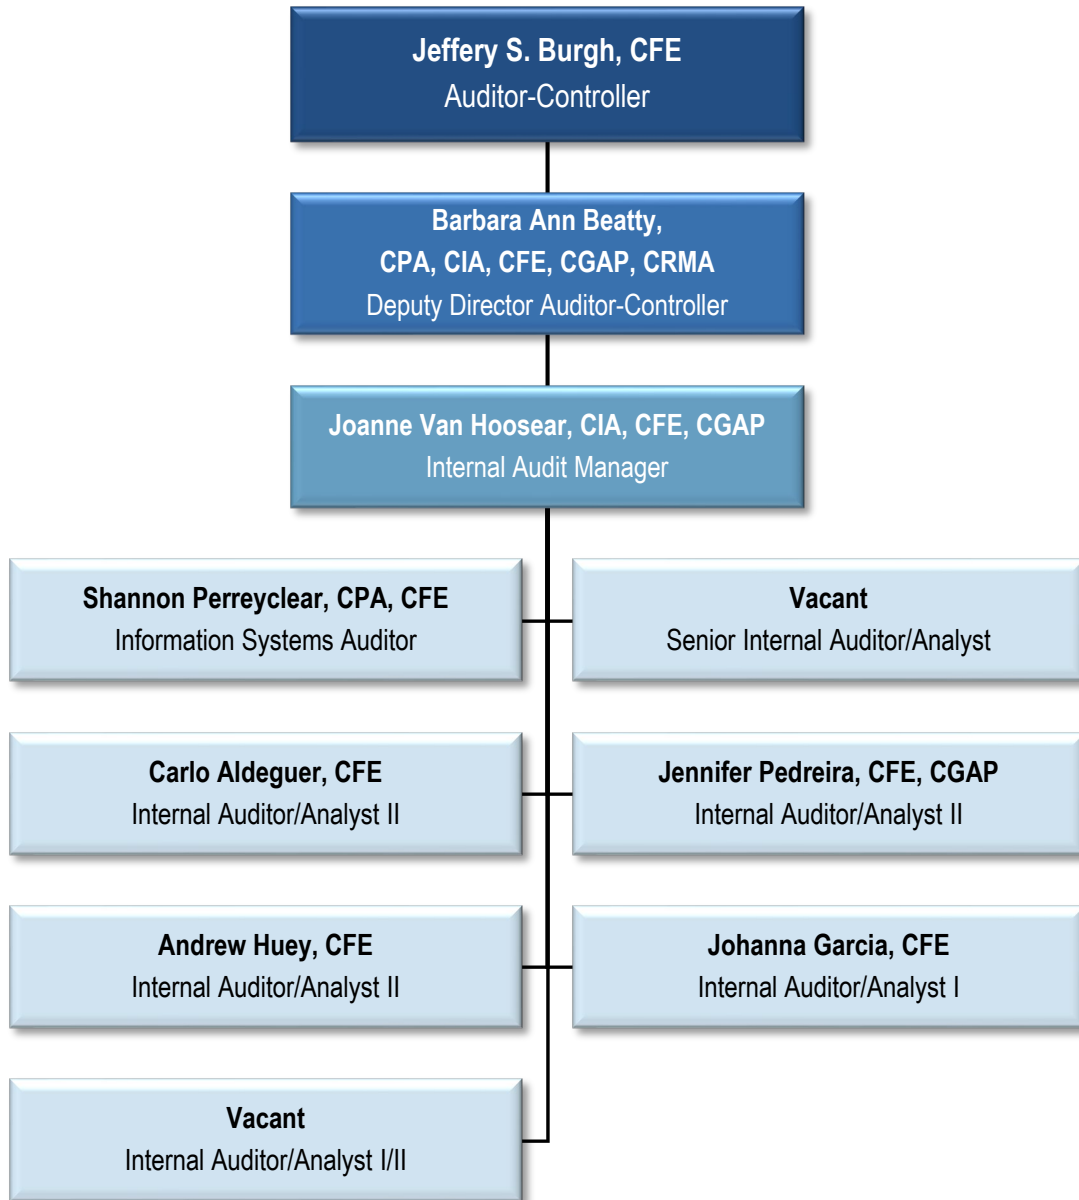 Jeffery S. Burgh, CFE
Auditor-Controller
Barbara Ann Beatty,
CPA, CIA, CFE, CGAP, CRMA
Deputy Director Auditor-Controller
Joanne Van Hoosear, CIA, CFE, CGAP
Internal Audit Manager
Shannon Perreyclear, CPA, CFE
Information Systems Auditor
Vacant
Senior Internal Auditor/Analyst
Carlo Aldeguer, CFE
Internal Auditor/Analyst II
Jennifer Pedreira, CFE, CGAP
Internal Auditor/Analyst II
Andrew Huey, CFE
Internal Auditor/Analyst II
Johanna Garcia, CFE
Internal Auditor/Analyst I
Vacant
Internal Auditor/Analyst I/II